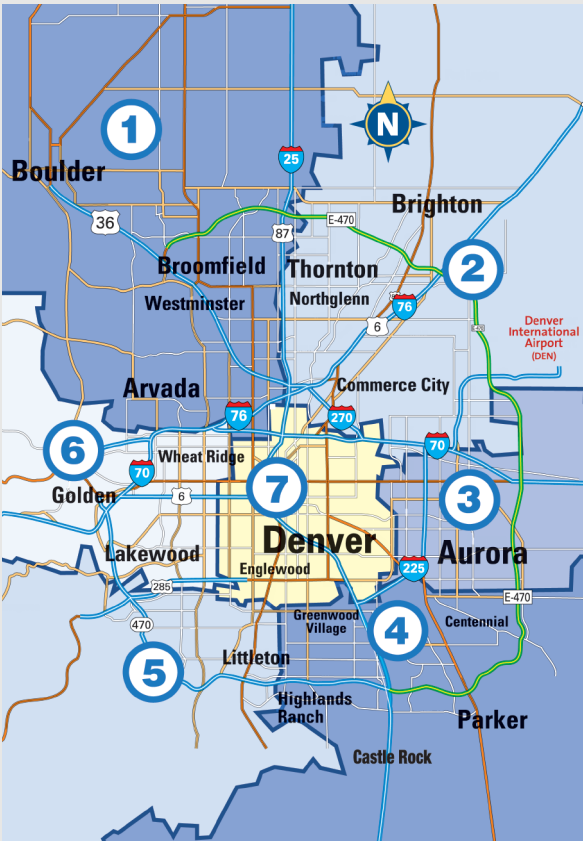 1
N
25
Boulder
36
Brighton
87
E-470
Broomfield
Thornton
2
Westminster
Northglenn
76
6
Denver
International
Airport
(DEN)
Arvada
Commerce City
76
270
6
70
Wheat Ridge
70
7
3
Golden
6
Denver
Aurora
Lakewood
Englewood
225
285
E-470
Greenwood
Village
4
Centennial
470
5
Littleton
Highlands
Ranch
Parker
Castle Rock